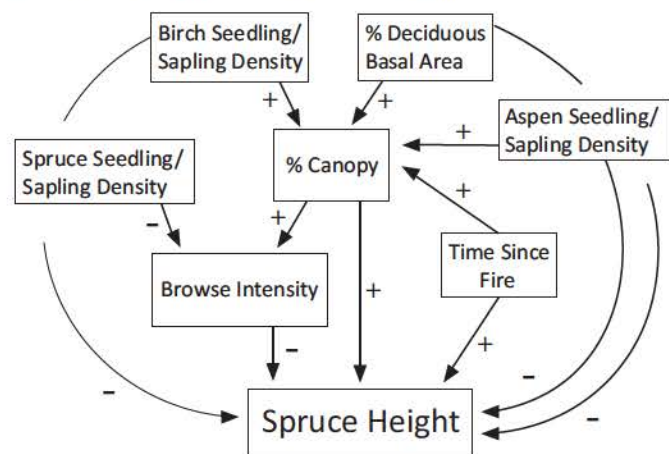 Birch Seedling/
Sapling Density
% Deciduous
Basal Area
+
+
Aspen Seedling/
Sapling Density
+
Spruce Seedling/
Sapling Density
% Canopy
+
–
+
Time Since
Fire
Browse Intensity
+
+
–
–
–
–
Spruce Height